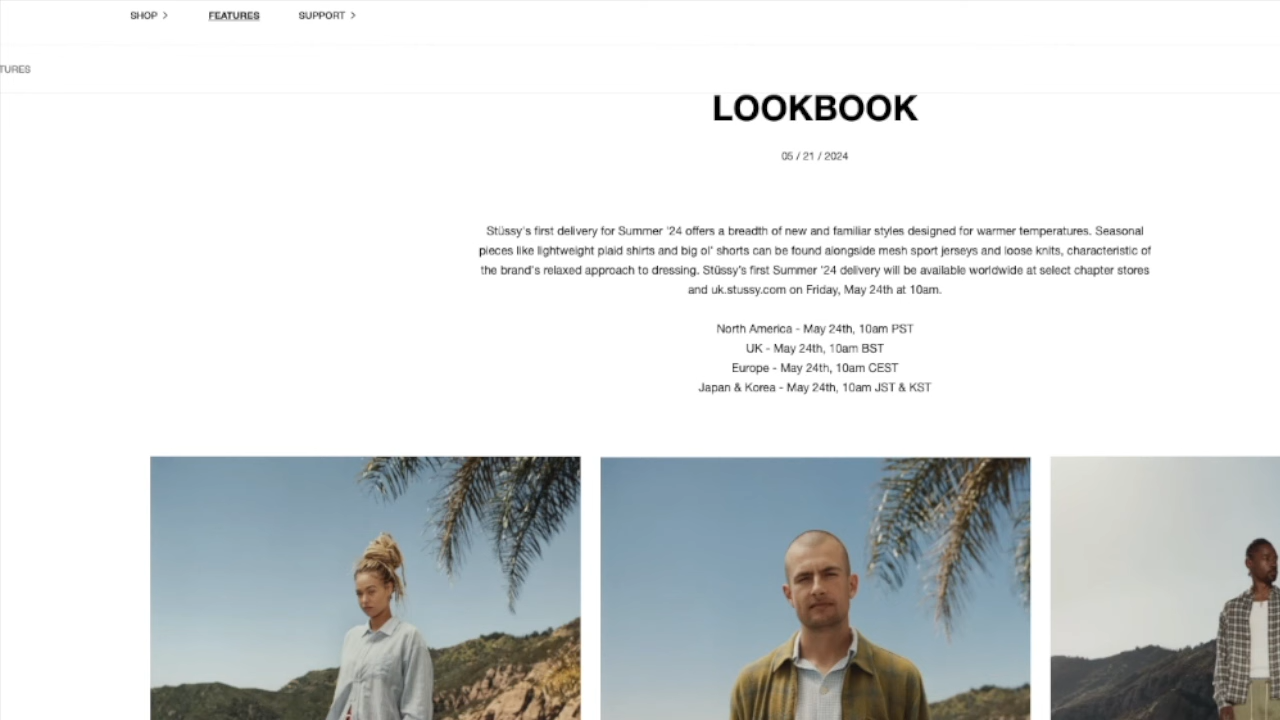 SHOP >
FEATURES
SUPPORT >
TURES
LOOKBOOK
05 / 21 / 2024
Stüssy's first delivery for Summer '24 offers a breadth of new and familiar styles designed for warmer temperatures. Seasonal
pieces like lightweight plaid shirts and big ol' shorts can be found alongside mesh sport jerseys and loose knits, characteristic of
the brand's relaxed approach to dressing. Stüssy's first Summer '24 delivery will be available worldwide at select chapter stores
and uk.stussy.com on Friday, May 24th at 10am.
North America - May 24th, 10am PST
UK - May 24th, 10am BST
Europe - May 24th, 10am CEST
Japan & Korea - May 24th, 10am JST & KST